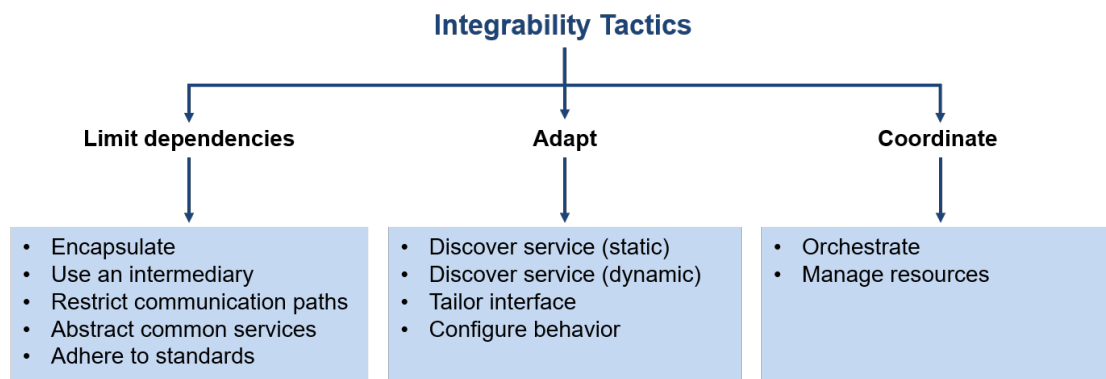 Integrability Tactics
Limit dependencies
Adapt
Coordinate
• Encapsulate
• Use an intermediary
• Restrict communication paths
• Abstract common services
• Adhere to standards
• Discover service (static)
• Discover service (dynamic)
• Tailor interface
• Configure behavior
• Orchestrate
• Manage resources